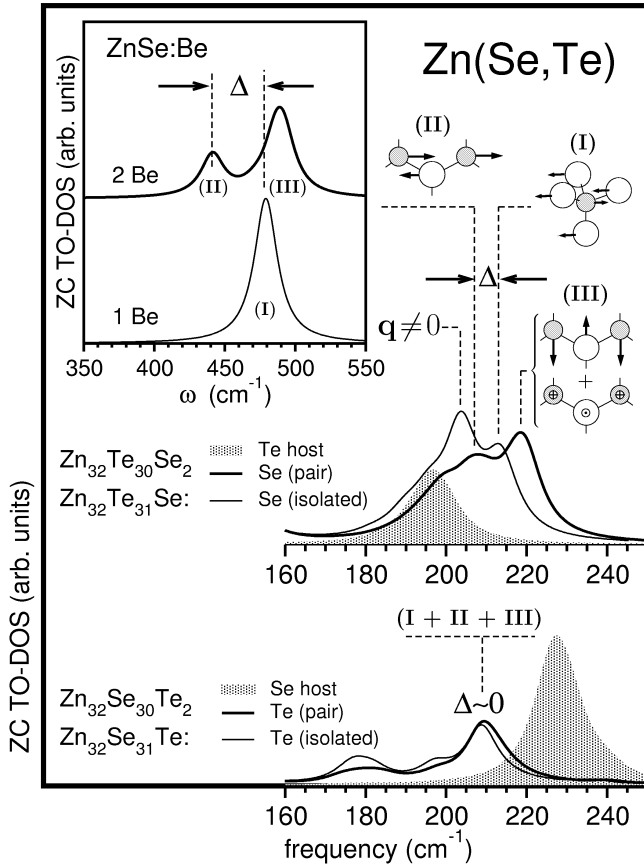 ZnSe:Be
Zn(Se,Te)
Δ
2 Be
(II)
(III)
1 Be
(I)
350 400 450 500 550
ω (cm-1)
ZC TO-DOS (arb. units)
(II)
(I)
Δ
(III)
q≠0
+
Zn32Te30Se2
Zn32Te31Se:
Te host
Se (pair)
Se (isolated)
160 180 200 220 240
(I + II + III)
Δ~0
Zn32Se30Te2
Zn32Se31Te:
Se host
Te (pair)
Te (isolated)
160 180 200 220 240
frequency (cm-1)
ZC TO-DOS (arb. units)